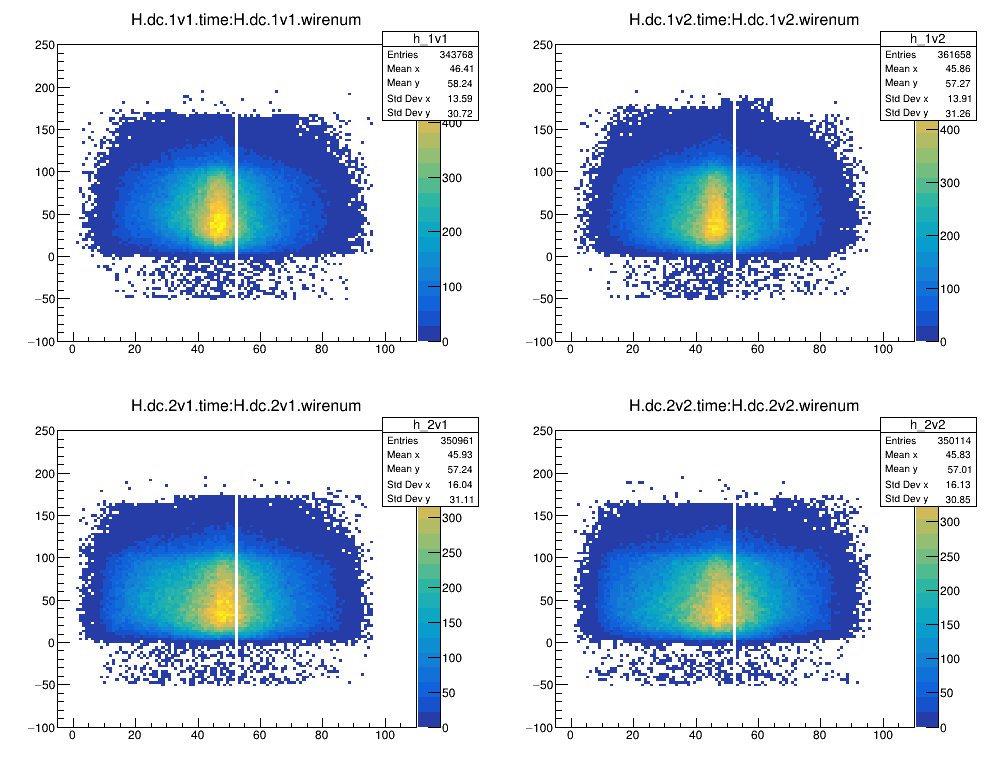 H.dc.1v1.time:H.dc.1v1.wirenum
h_1v1
Entries 343768
Mean x 46.41
Mean y 58.24
Std Dev x 13.59
Std Dev y 30.72
250
200
150
100
50
0
−50
−100
0 20 40 60 80 100
400
300
200
100
0
H.dc.1v2.time:H.dc.1v2.wirenum
h_1v2
Entries 361658
Mean x 45.86
Mean y 57.27
Std Dev x 13.91
Std Dev y 31.26
250
200
150
100
50
0
−50
−100
0 20 40 60 80 100
400
300
200
100
0
H.dc.2v1.time:H.dc.2v1.wirenum
h_2v1
Entries 350961
Mean x 45.93
Mean y 57.24
Std Dev x 16.04
Std Dev y 31.11
250
200
150
100
50
0
−50
−100
0 20 40 60 80 100
300
250
200
150
100
50
0
H.dc.2v2.time:H.dc.2v2.wirenum
h_2v2
Entries 350114
Mean x 45.83
Mean y 57.01
Std Dev x 16.13
Std Dev y 30.85
250
200
150
100
50
0
−50
−100
0 20 40 60 80 100
300
250
200
150
100
50
0